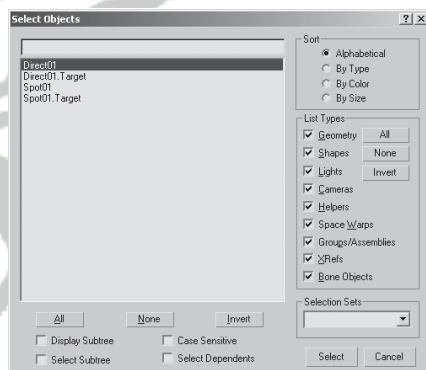 Select Objects
Direct01
Direct01.Target
Spot01
Spot01.Target
All None Invert
Display Subtree Case Sensitive
Select Subtree Select Dependents
Sort
Alphabetical
By Type
By Color
By Size
List Types
Geometry All
Shapes None
Lights Invert
Cameras
Helpers
Space Warps
Groups/Assemblies
XRefs
Bone Objects
Selection Sets
Select Cancel